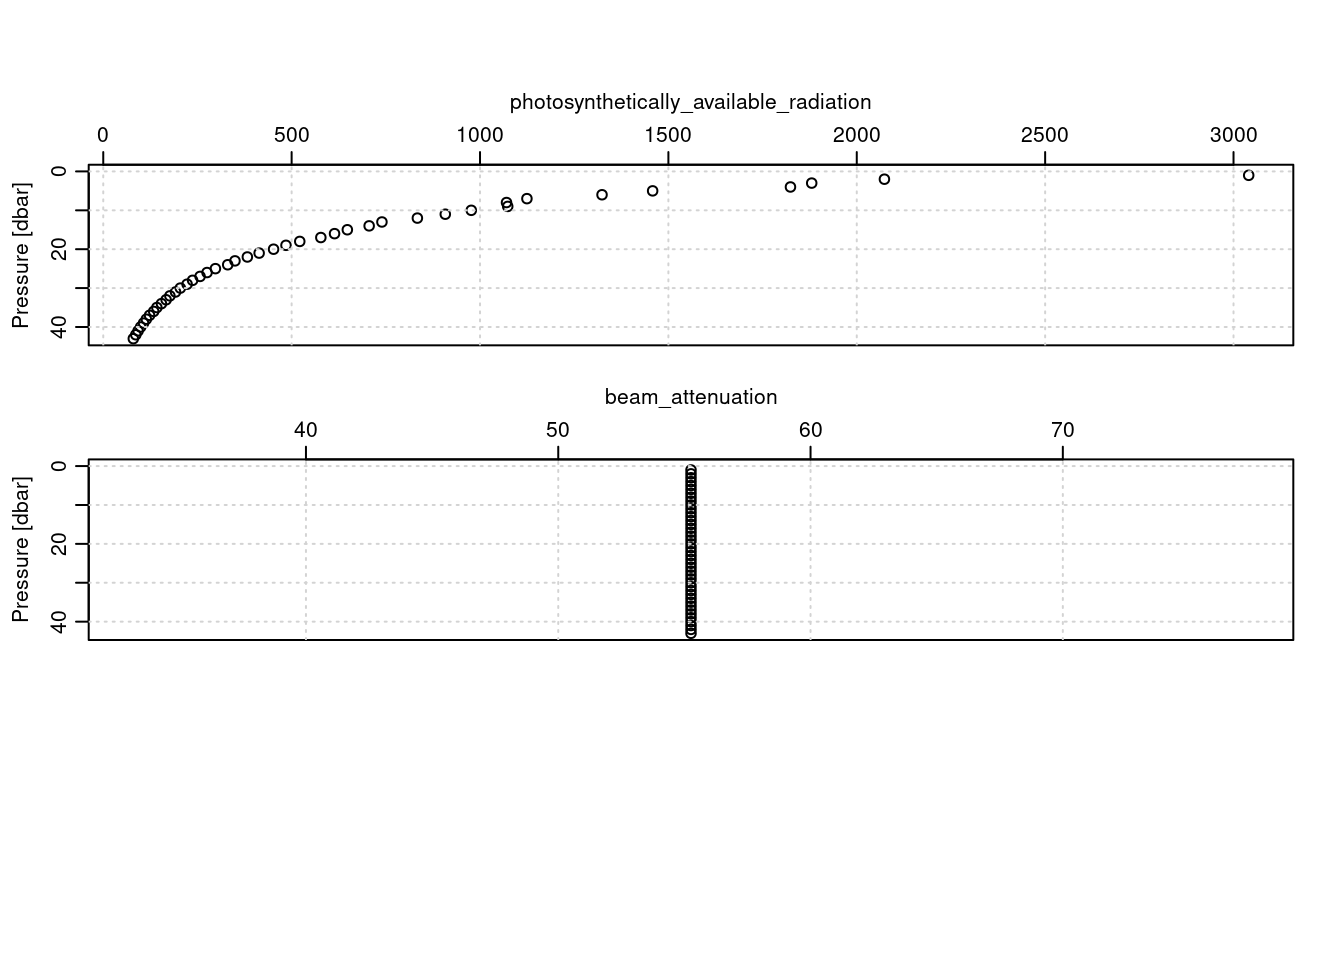 photosynthetically_available_radiation
0 500 1000 1500 2000 2500 3000
Pressure [dbar]
0
20
40
beam_attenuation
40 50 60 70
Pressure [dbar]
0
20
40